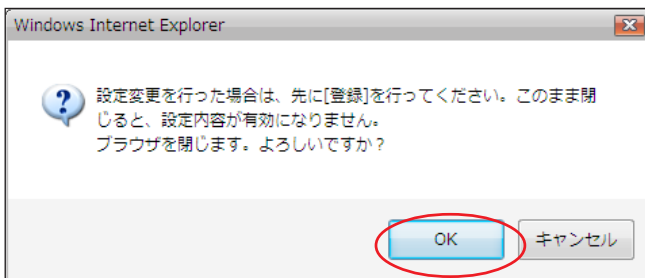 Windows Internet Explorer
設定変更を行った場合は、先に[登録]を行ってください。このまま閉
じると、設定内容が有効になりません。
ブラウザを閉じます。よろしいですか？
OK
キャンセル